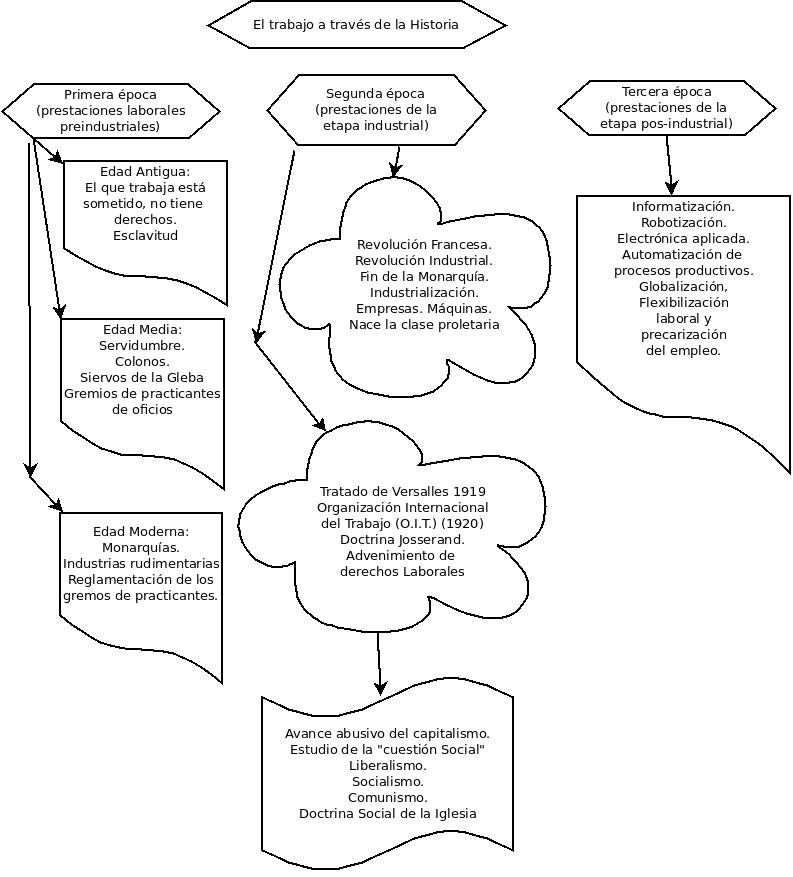 El trabajo a través de la Historia
Primera época
(prestaciones laborales
preindustriales)
Edad Antigua:
El que trabaja está
sometido, no tiene
derechos.
Esclavitud
Edad Media:
Servidumbre.
Colonos.
Siervos de la Gleba
Gremios de practicantes
de oficios
Edad Moderna:
Monarquías.
Industrias rudimentarias
Reglamentación de los
gremos de practicantes.
Segunda época
(prestaciones de la
etapa industrial)
Revolución Francesa.
Revolución Industrial.
Fin de la Monarquía.
Industrialización.
Empresas. Máquinas.
Nace la clase proletaria
Tratado de Versalles 1919
Organización Internacional
del Trabajo (O.I.T.) (1920)
Doctrina Josserand.
Advenimiento de
derechos Laborales
Avance abusivo del capitalismo.
Estudio de la "cuestión Social"
Liberalismo.
Socialismo.
Comunismo.
Doctrina Social de la Iglesia
Tercera época
(prestaciones de la
etapa pos-industrial)
Informatización.
Robotización.
Electrónica aplicada.
Automatización de
procesos productivos.
Globalización,
Flexibilización
laboral y
precarización
del empleo.